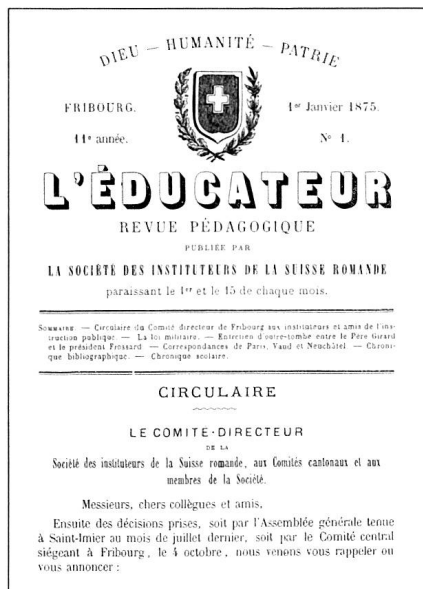 DIEU — HUMANITÉ — PATRIE
FRIBOURG.
1er Janvier 1875.
11e année.
No 1.
L'ÉDUCATEUR
REVUE PÉDAGOGIQUE
PUBLIÉE PAR
LA SOCIÉTÉ DES INSTITUTEURS DE LA SUISSE ROMANDE
paraissant le 1er et le 15 de chaque mois.
SOMMAIRE. — Circulaire du Comité directeur de Fribourg aux instituteurs et amis de l'ins-
truction publique. — La loi militaire. — Entretien d'outre-tombe entre le Père Girard
et le président Frossard. — Correspondances de Paris, Vaud et Neuchâtel. — Chroni-
que bibliographique. — Chronique scolaire.
CIRCULAIRE
LE COMITE-DIRECTEUR
DE LA
Société des instituteurs de la Suisse romande, aux Comités cantonaux et aux
membres de la Société.
Messieurs, chers collègues et amis,
Ensuite des décisions prises, soit par l'Assemblée générale tenue
à Saint-Imier au mois de juillet dernier, soit par le Comité central
siégeant à Fribourg, le 4 octobre, nous venons vous rappeler ou
vous annoncer :